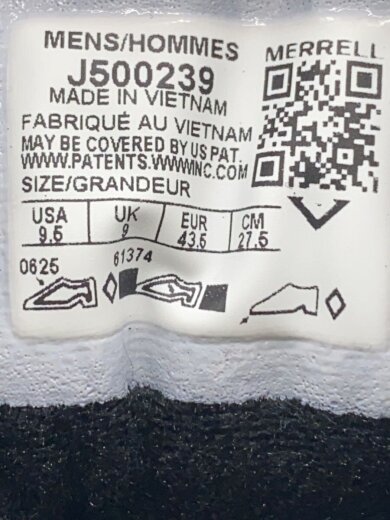 MENS/HOMMES
MERRELL
J500239
MADE IN VIETNAM
FABRIQUÉ AU VIETNAM
MAY BE COVERED BY US PAT.
WWW.PATENTS.WWWINC.COM
SIZE/GRANDEUR
USA UK EUR CM
9.5 9 43.5 27.5
0625 61374